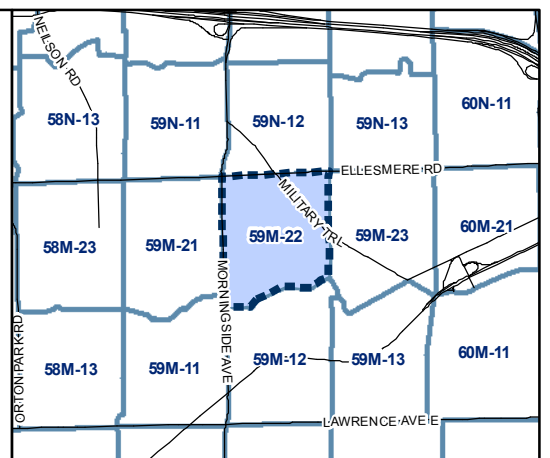 NEILSON RD
58N-13
59N-11
59N-12
59N-13
60N-11
ELLESMERE RD
MILITARY TRL
58M-23
59M-21
59M-22
59M-23
60M-21
MORNINGSIDE AVE
ORTON PARK RD
58M-13
59M-11
59M-12
59M-13
60M-11
LAWRENCE AVE E